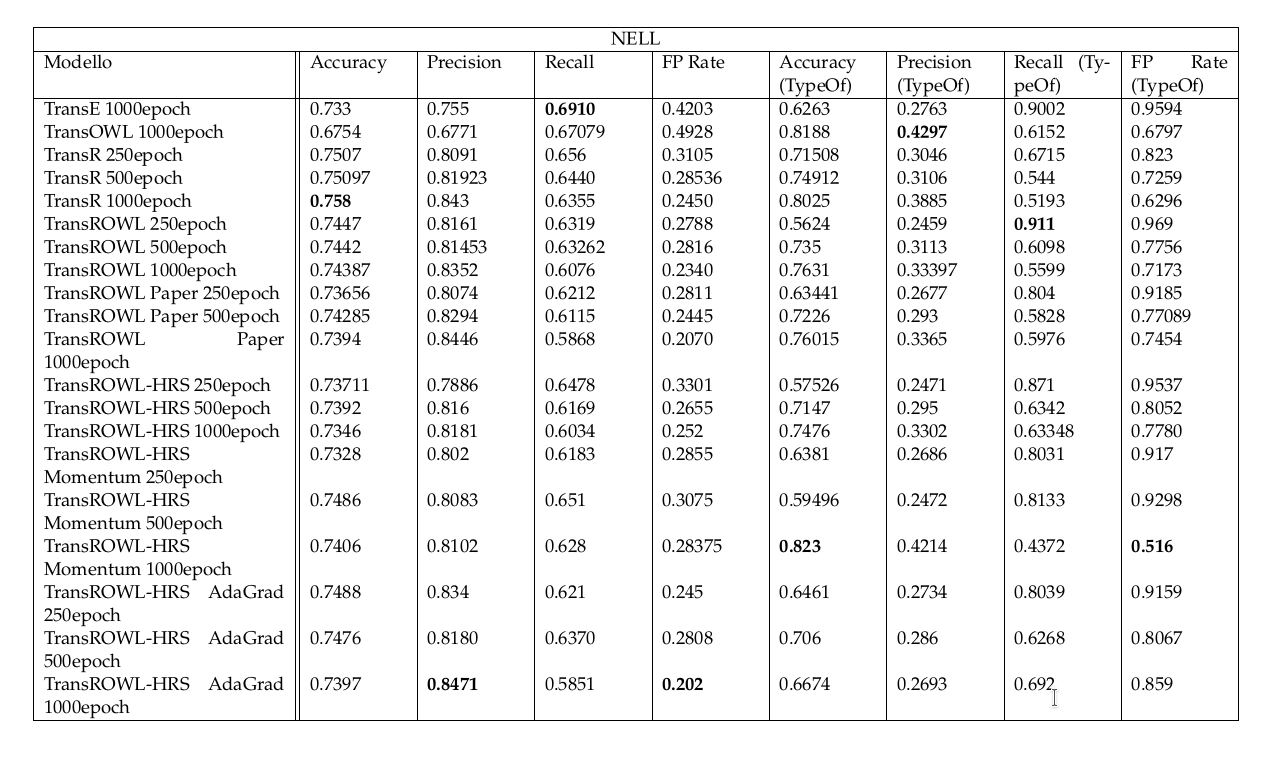 NELL
Modello Accuracy Precision Recall FP Rate Accuracy (TypeOf) Precision (TypeOf) Recall (Ty-peOf) FP Rate (TypeOf)
TransE 1000epoch 0.733 0.755 0.6910 0.4203 0.6263 0.2763 0.9002 0.9594
TransOWL 1000epoch 0.6754 0.6771 0.67079 0.4928 0.8188 0.4297 0.6152 0.6797
TransR 250epoch 0.7507 0.8091 0.656 0.3105 0.71508 0.3046 0.6715 0.823
TransR 500epoch 0.75097 0.81923 0.6440 0.28536 0.74912 0.3106 0.544 0.7259
TransR 1000epoch 0.758 0.843 0.6355 0.2450 0.8025 0.3885 0.5193 0.6296
TransROWL 250epoch 0.7447 0.8161 0.6319 0.2788 0.5624 0.2459 0.911 0.969
TransROWL 500epoch 0.7442 0.81453 0.63262 0.2816 0.735 0.3113 0.6098 0.7756
TransROWL 1000epoch 0.74387 0.8352 0.6076 0.2340 0.7631 0.33397 0.5599 0.7173
TransROWL Paper 250epoch 0.73656 0.8074 0.6212 0.2811 0.63441 0.2677 0.804 0.9185
TransROWL Paper 500epoch 0.74285 0.8294 0.6115 0.2445 0.7226 0.293 0.5828 0.77089
TransROWL Paper 0.7394 0.8446 0.5868 0.2070 0.76015 0.3365 0.5976 0.7454
1000epoch
TransROWL-HRS 250epoch 0.73711 0.7886 0.6478 0.3301 0.57526 0.2471 0.871 0.9537
TransROWL-HRS 500epoch 0.7392 0.816 0.6169 0.2655 0.7147 0.295 0.6342 0.8052
TransROWL-HRS 1000epoch 0.7346 0.8181 0.6034 0.252 0.7476 0.3302 0.63348 0.7780
TransROWL-HRS 0.7328 0.802 0.6183 0.2855 0.6381 0.2686 0.8031 0.917
Momentum 250epoch
TransROWL-HRS 0.7486 0.8083 0.651 0.3075 0.59496 0.2472 0.8133 0.9298
Momentum 500epoch
TransROWL-HRS 0.7406 0.8102 0.628 0.28375 0.823 0.4214 0.4372 0.516
Momentum 1000epoch
TransROWL-HRS AdaGrad 0.7488 0.834 0.621 0.245 0.6461 0.2734 0.8039 0.9159
250epoch
TransROWL-HRS AdaGrad 0.7476 0.8180 0.6370 0.2808 0.706 0.286 0.6268 0.8067
500epoch
TransROWL-HRS AdaGrad 0.7397 0.8471 0.5851 0.202 0.6674 0.2693 0.692 0.859
1000epoch